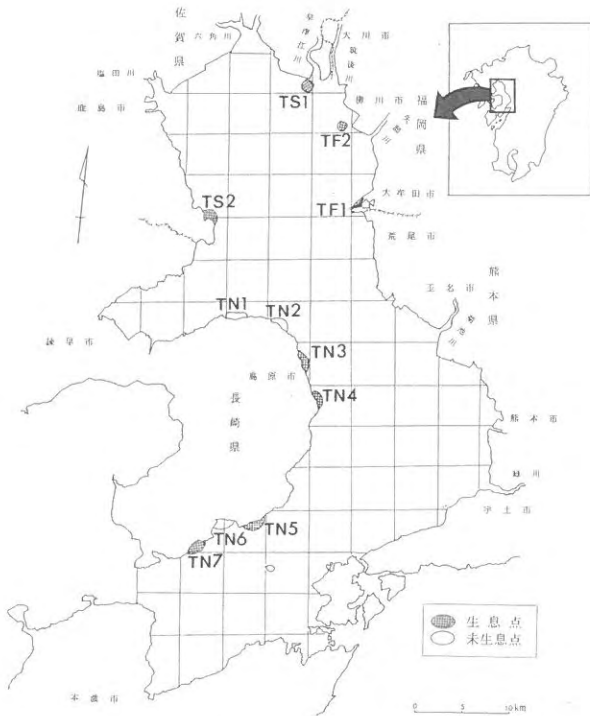 佐賀県
六角川
大川市
筑後川
塩田川
鹿島市
柳川市
福岡県
TS1
TF2
TS2
TF1
大牟田市
荒尾市
玉名市
熊本県
TN1
TN2
諫早市
TN3
島原市
TN4
長崎県
熊本市
緑川
宇土市
TN5
TN6
TN7
生息点
未生息点
本渡市
0 5 10km